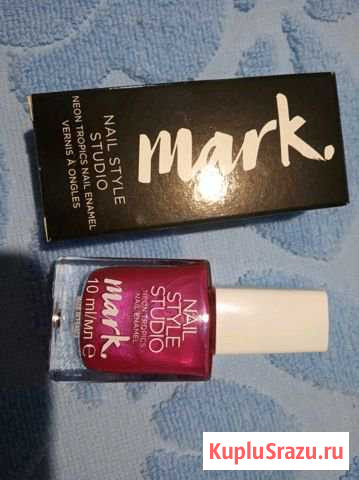 NAIL STYLE
STUDIO
NEON TROPICS NAIL ENAMEL
VERNIS À ONGLES
mark.
NAIL
STYLE
STUDIO
NEON TROPICS
NAIL ENAMEL
mark.
10 ml/мл e
KupluSrazu.ru